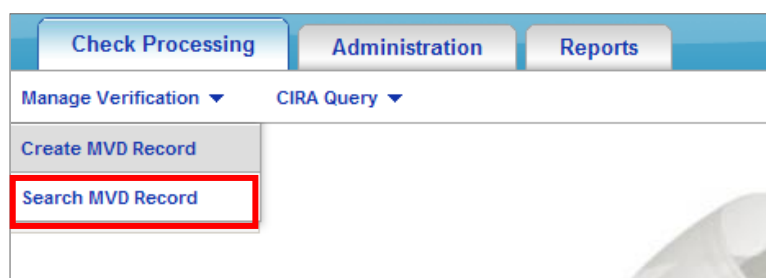 Check Processing Administration Reports
Manage Verification CIRA Query
Create MVD Record
Search MVD Record